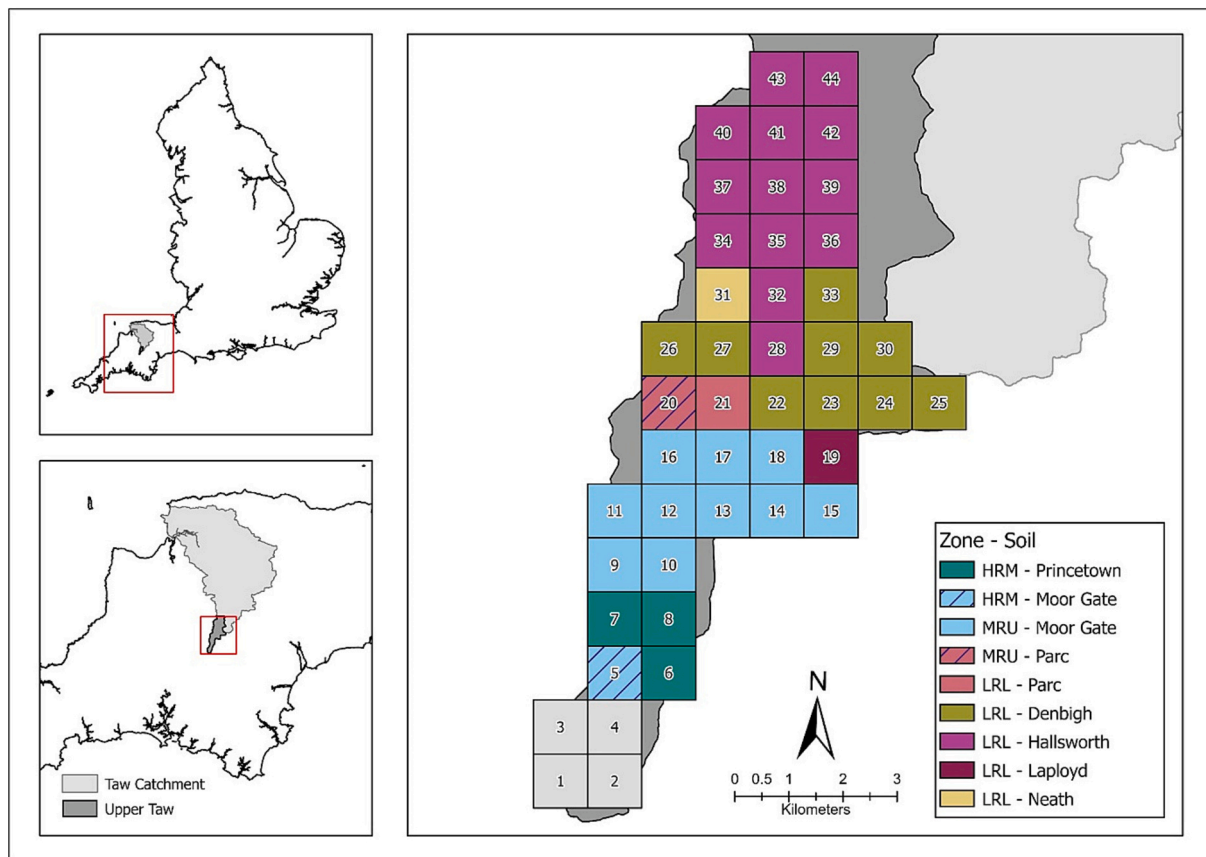 Taw Catchment
Upper Taw
43 44
40 41 42
37 38 39
34 35 36
31 32 33
26 27 28 29 30
20 21 22 23 24 25
16 17 18 19
11 12 13 14 15
9 10
7 8
5 6
3 4
1 2
Zone - Soil
HRM - Princetown
HRM - Moor Gate
MRU - Moor Gate
MRU - Parc
LRL - Parc
LRL - Denbigh
LRL - Hallsworth
LRL - Laployd
LRL - Neath
N
0 0.5 1 2 3
Kilometers